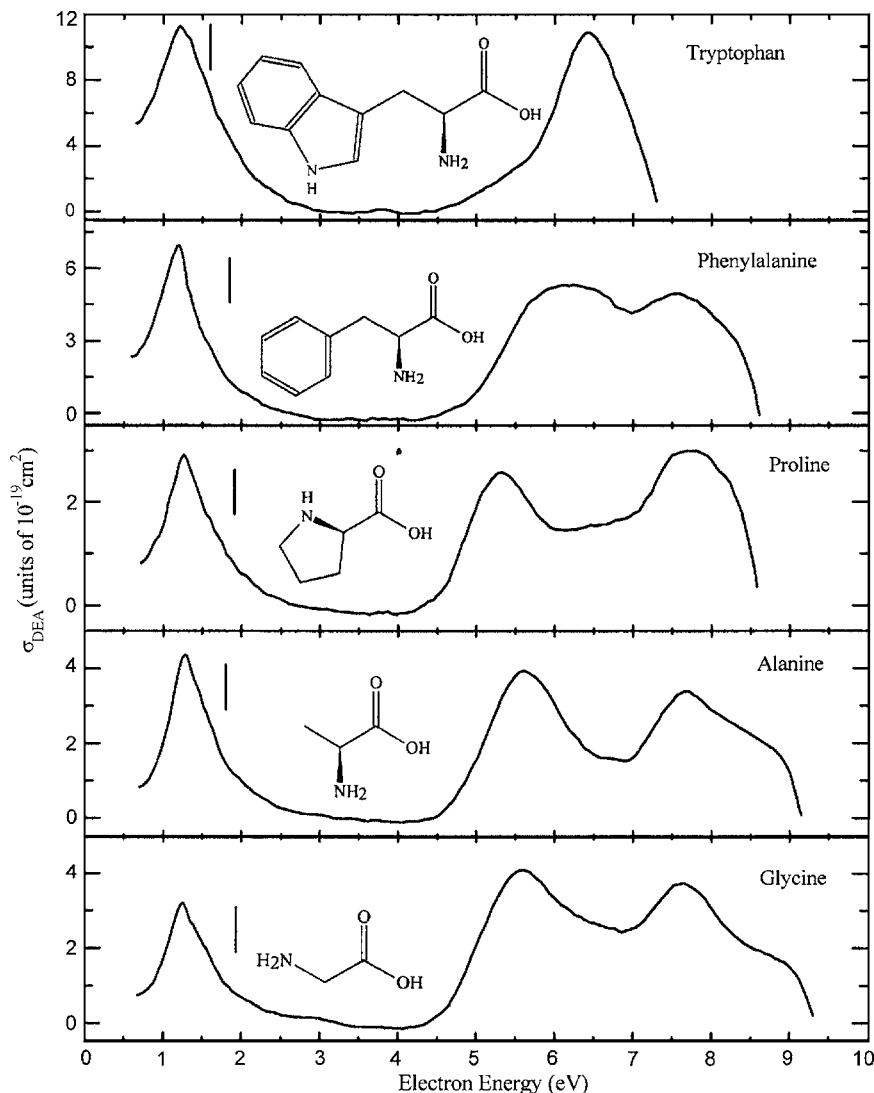 12
8
4
0
Tryptophan
O
OH
NH2
N
H
6
3
0
Phenylalanine
O
OH
NH2
2
0
Proline
H
N
O
OH
4
2
0
Alanine
O
OH
NH2
4
2
0
Glycine
O
H2N
OH
σDEA (units of 10⁻¹⁹cm²)
0 1 2 3 4 5 6 7 8 9 10
Electron Energy (eV)